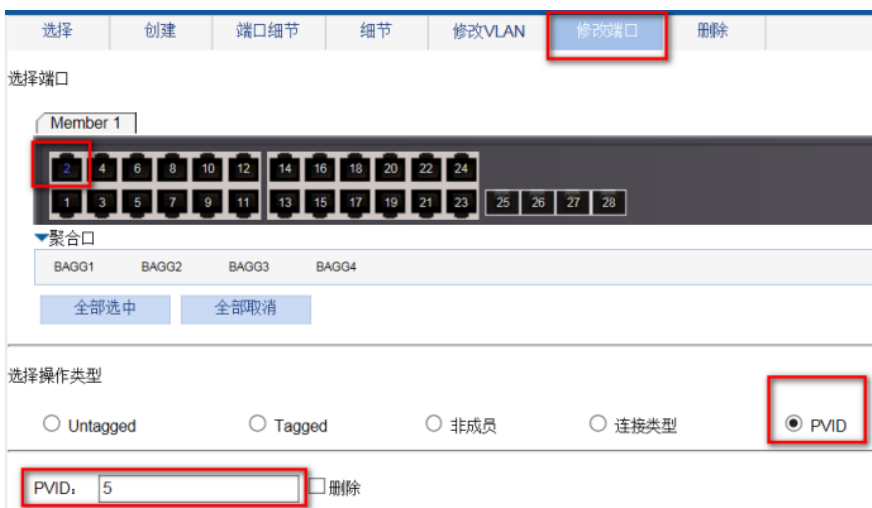 选择 创建 端口细节 细节 修改VLAN 修改端口 删除
选择端口
Member 1
2 4 6 8 10 12 14 16 18 20 22 24
1 3 5 7 9 11 13 15 17 19 21 23 25 26 27 28
聚合口
BAGG1 BAGG2 BAGG3 BAGG4
全部选中 全部取消
选择操作类型
Untagged Tagged 非成员 连接类型 PVID
PVID: 5 删除